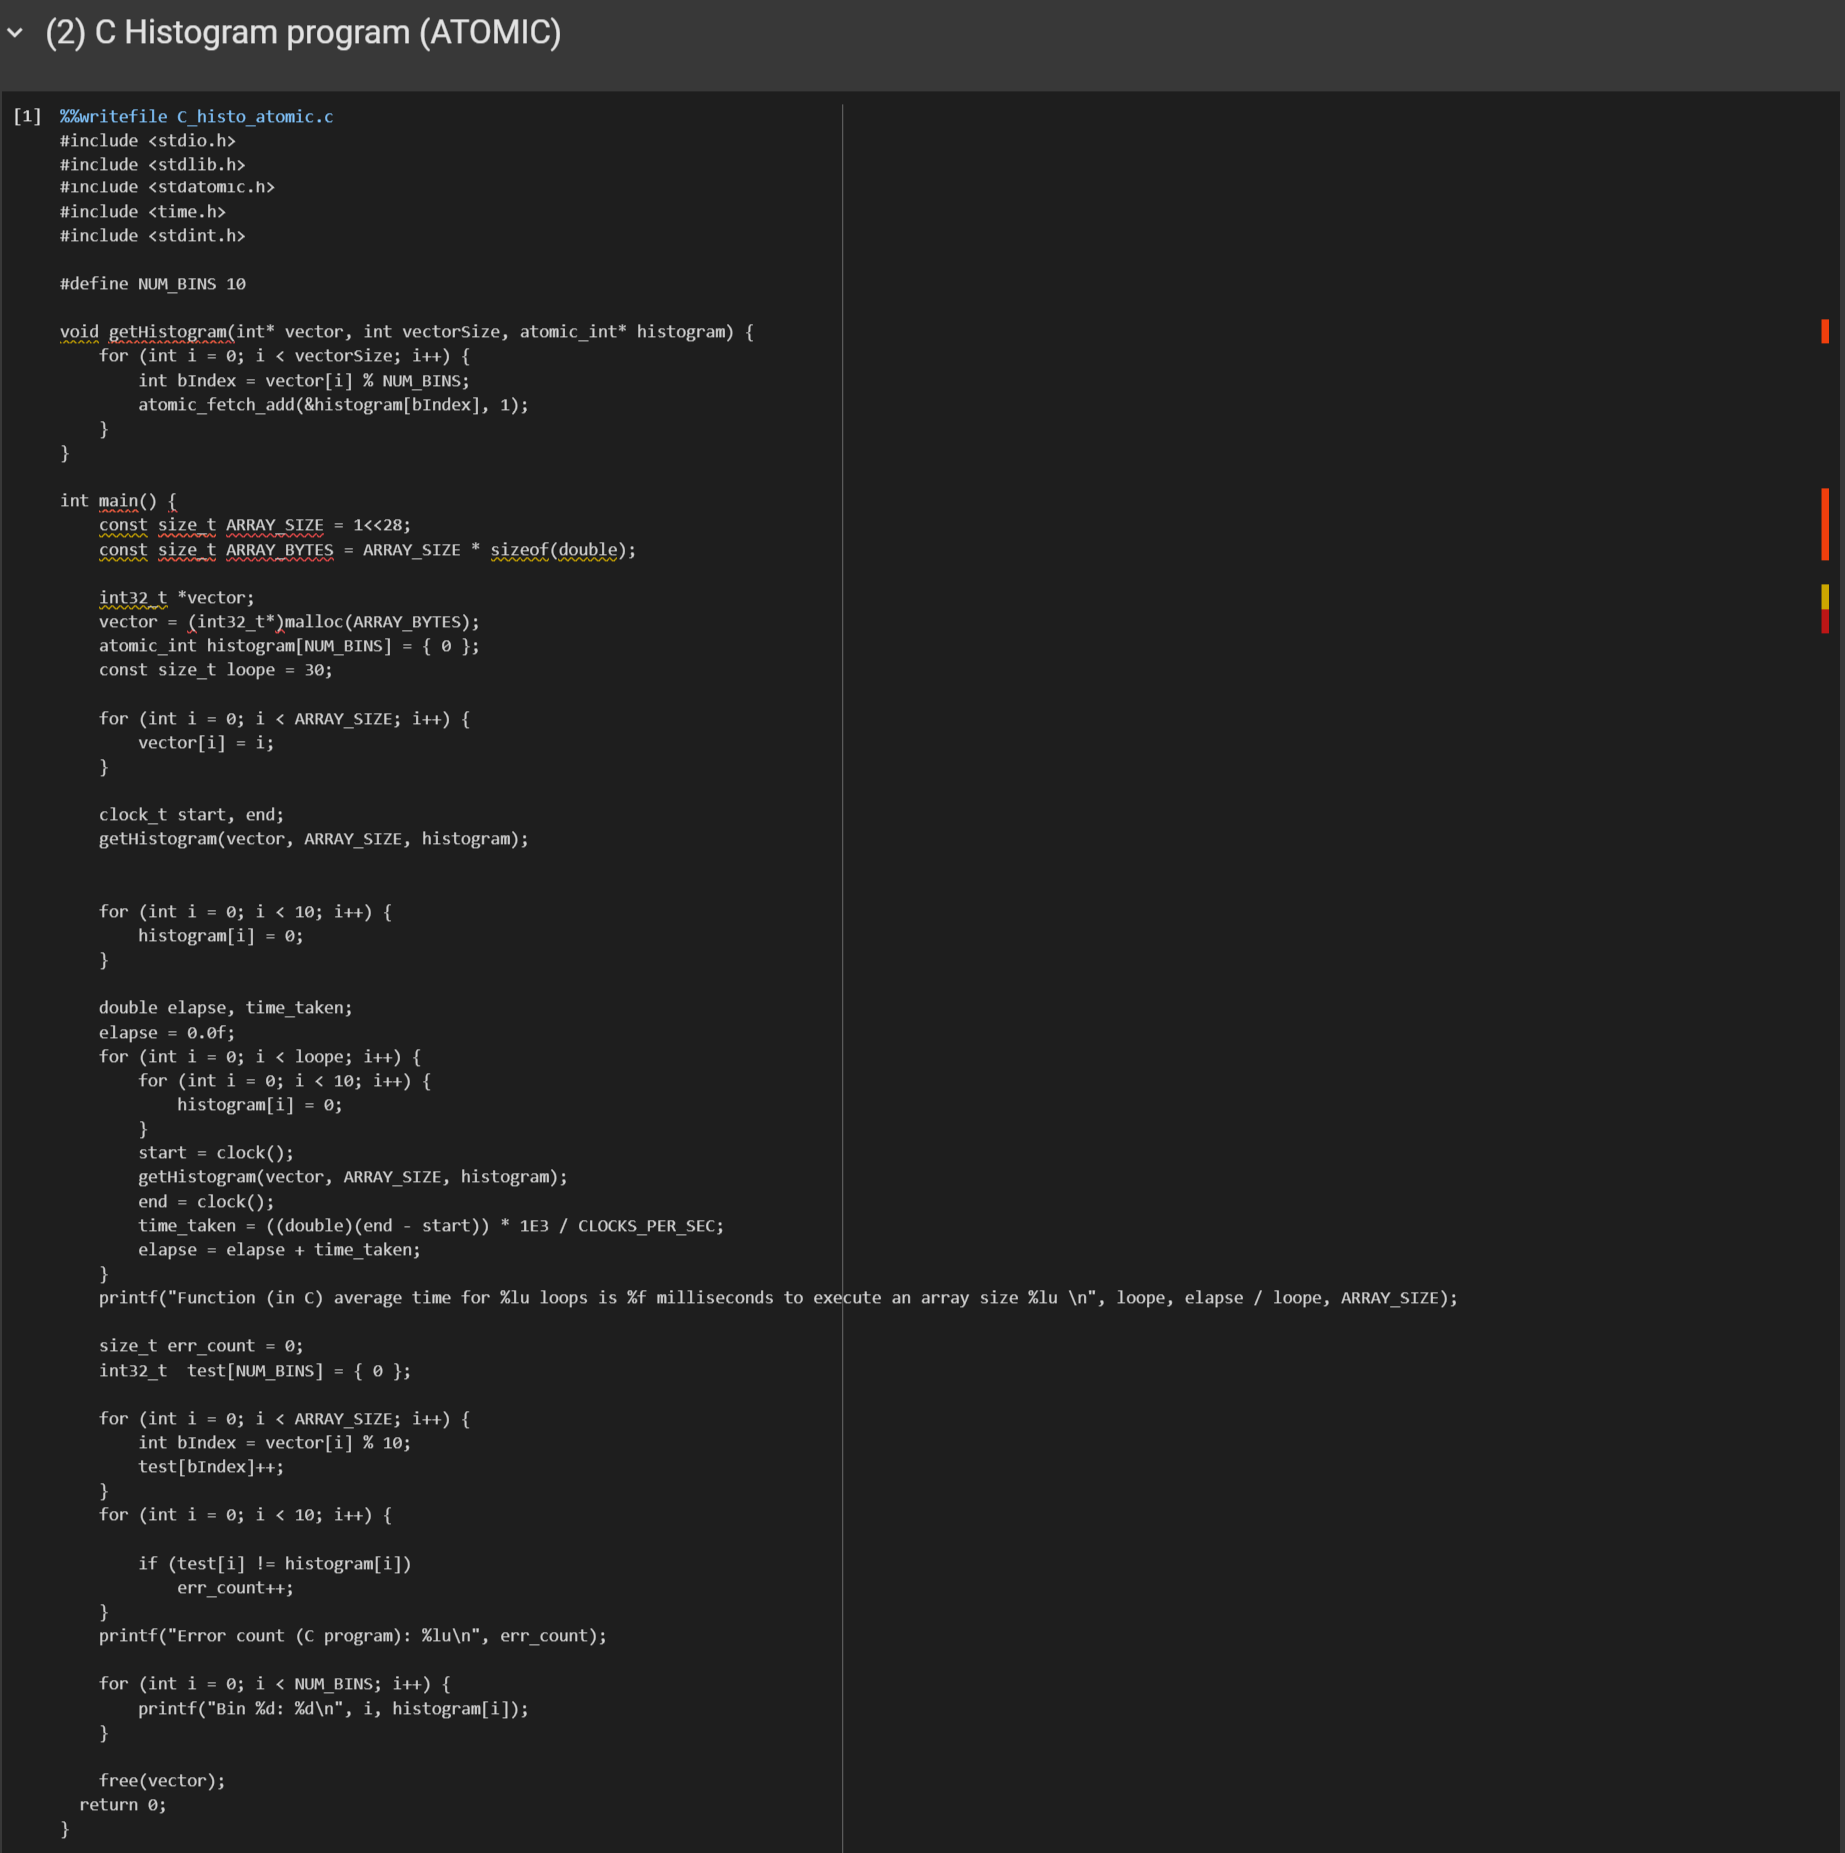 (2) C Histogram program (ATOMIC)
[1] %%writefile C_histo_atomic.c
#include <stdio.h>
#include <stdlib.h>
#include <stdatomic.h>
#include <time.h>
#include <stdint.h>
#define NUM_BINS 10
void getHistogram(int* vector, int vectorSize, atomic_int* histogram) {
    for (int i = 0; i < vectorSize; i++) {
        int bIndex = vector[i] % NUM_BINS;
        atomic_fetch_add(&histogram[bIndex], 1);
    }
}
int main() {
    const size_t ARRAY_SIZE = 1<<28;
    const size_t ARRAY_BYTES = ARRAY_SIZE * sizeof(double);
    int32_t *vector;
    vector = (int32_t*)malloc(ARRAY_BYTES);
    atomic_int histogram[NUM_BINS] = { 0 };
    const size_t loope = 30;
    for (int i = 0; i < ARRAY_SIZE; i++) {
        vector[i] = i;
    }
    clock_t start, end;
    getHistogram(vector, ARRAY_SIZE, histogram);
    for (int i = 0; i < 10; i++) {
        histogram[i] = 0;
    }
    double elapse, time_taken;
    elapse = 0.0f;
    for (int i = 0; i < loope; i++) {
        for (int i = 0; i < 10; i++) {
            histogram[i] = 0;
        }
        start = clock();
        getHistogram(vector, ARRAY_SIZE, histogram);
        end = clock();
        time_taken = ((double)(end - start)) * 1E3 / CLOCKS_PER_SEC;
        elapse = elapse + time_taken;
    }
    printf("Function (in C) average time for %lu loops is %f milliseconds to execute an array size %lu \n", loope, elapse / loope, ARRAY_SIZE);
    size_t err_count = 0;
    int32_t  test[NUM_BINS] = { 0 };
    for (int i = 0; i < ARRAY_SIZE; i++) {
        int bIndex = vector[i] % 10;
        test[bIndex]++;
    }
    for (int i = 0; i < 10; i++) {
        if (test[i] != histogram[i])
            err_count++;
    }
    printf("Error count (C program): %lu\n", err_count);
    for (int i = 0; i < NUM_BINS; i++) {
        printf("Bin %d: %d\n", i, histogram[i]);
    }
    free(vector);
  return 0;
}